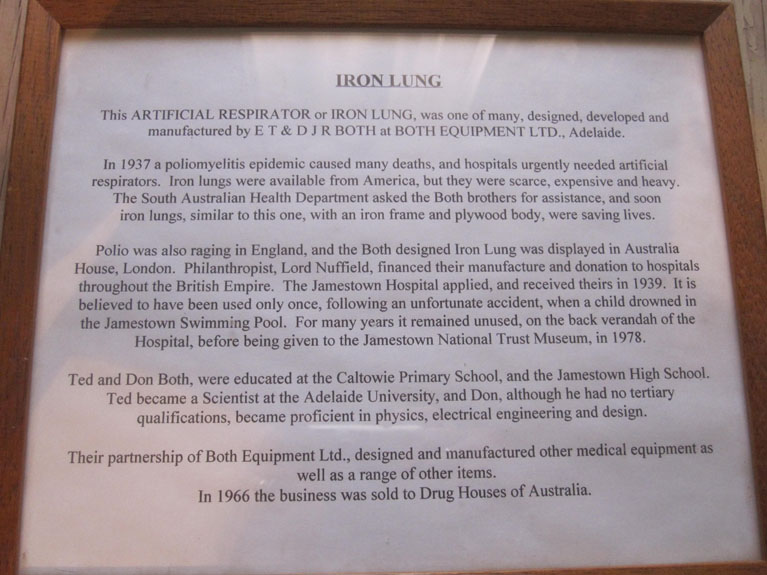 IRON LUNG
This ARTIFICIAL RESPIRATOR or IRON LUNG, was one of many, designed, developed and
manufactured by E T & D J R BOTH at BOTH EQUIPMENT LTD., Adelaide.
In 1937 a poliomyelitis epidemic caused many deaths, and hospitals urgently needed artificial
respirators. Iron lungs were available from America, but they were scarce, expensive and heavy.
The South Australian Health Department asked the Both brothers for assistance, and soon
iron lungs, similar to this one, with an iron frame and plywood body, were saving lives.
Polio was also raging in England, and the Both designed Iron Lung was displayed in Australia
House, London. Philanthropist, Lord Nuffield, financed their manufacture and donation to hospitals
throughout the British Empire. The Jamestown Hospital applied, and received theirs in 1939. It is
believed to have been used only once, following an unfortunate accident, when a child drowned in
the Jamestown Swimming Pool. For many years it remained unused, on the back verandah of the
Hospital, before being given to the Jamestown National Trust Museum, in 1978.
Ted and Don Both, were educated at the Caltowie Primary School, and the Jamestown High School.
Ted became a Scientist at the Adelaide University, and Don, although he had no tertiary
qualifications, became proficient in physics, electrical engineering and design.
Their partnership of Both Equipment Ltd., designed and manufactured other medical equipment as
well as a range of other items.
In 1966 the business was sold to Drug Houses of Australia.